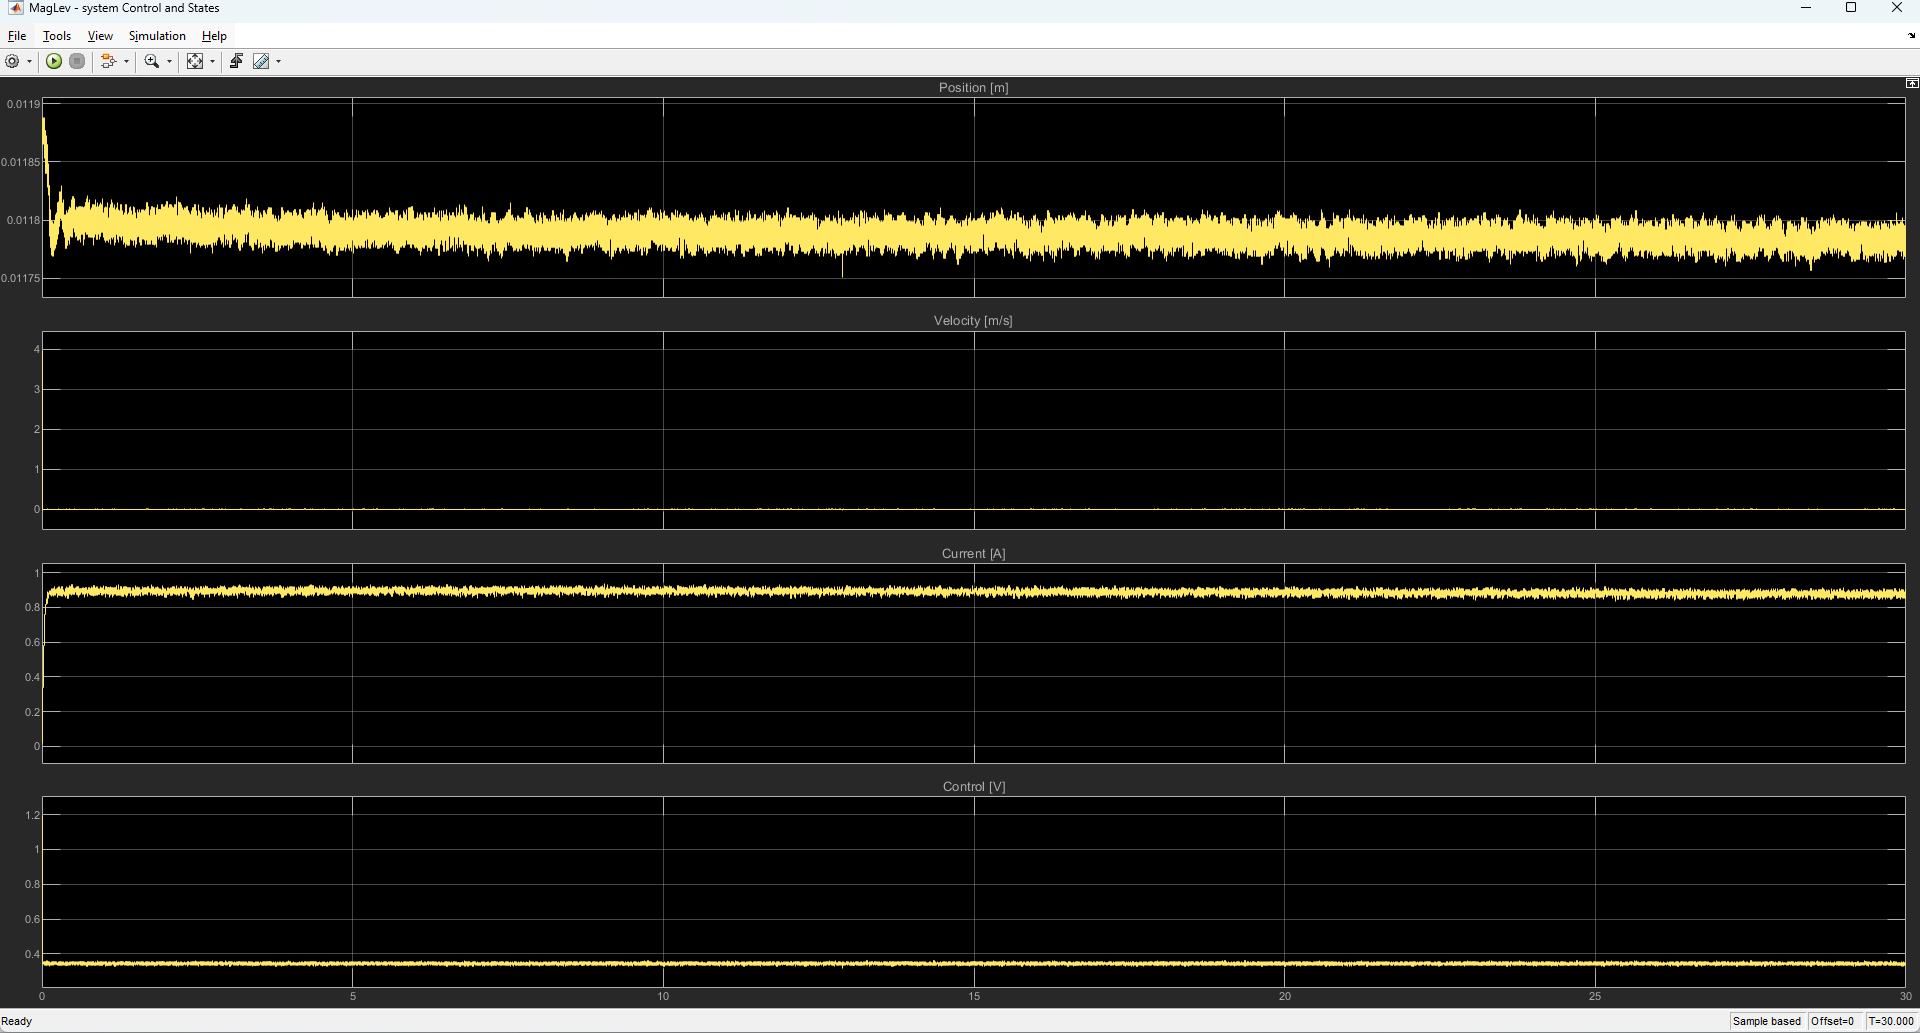 MagLev - system Control and States
File Tools View Simulation Help
Position [m]
0.0119
0.01185
0.0118
0.01175
Velocity [m/s]
4
3
2
1
0
Current [A]
1
0.8
0.6
0.4
0.2
0
Control [V]
1.2
1
0.8
0.6
0.4
0 5 10 15 20 25 30
Ready Sample based Offset=0 T=30.000